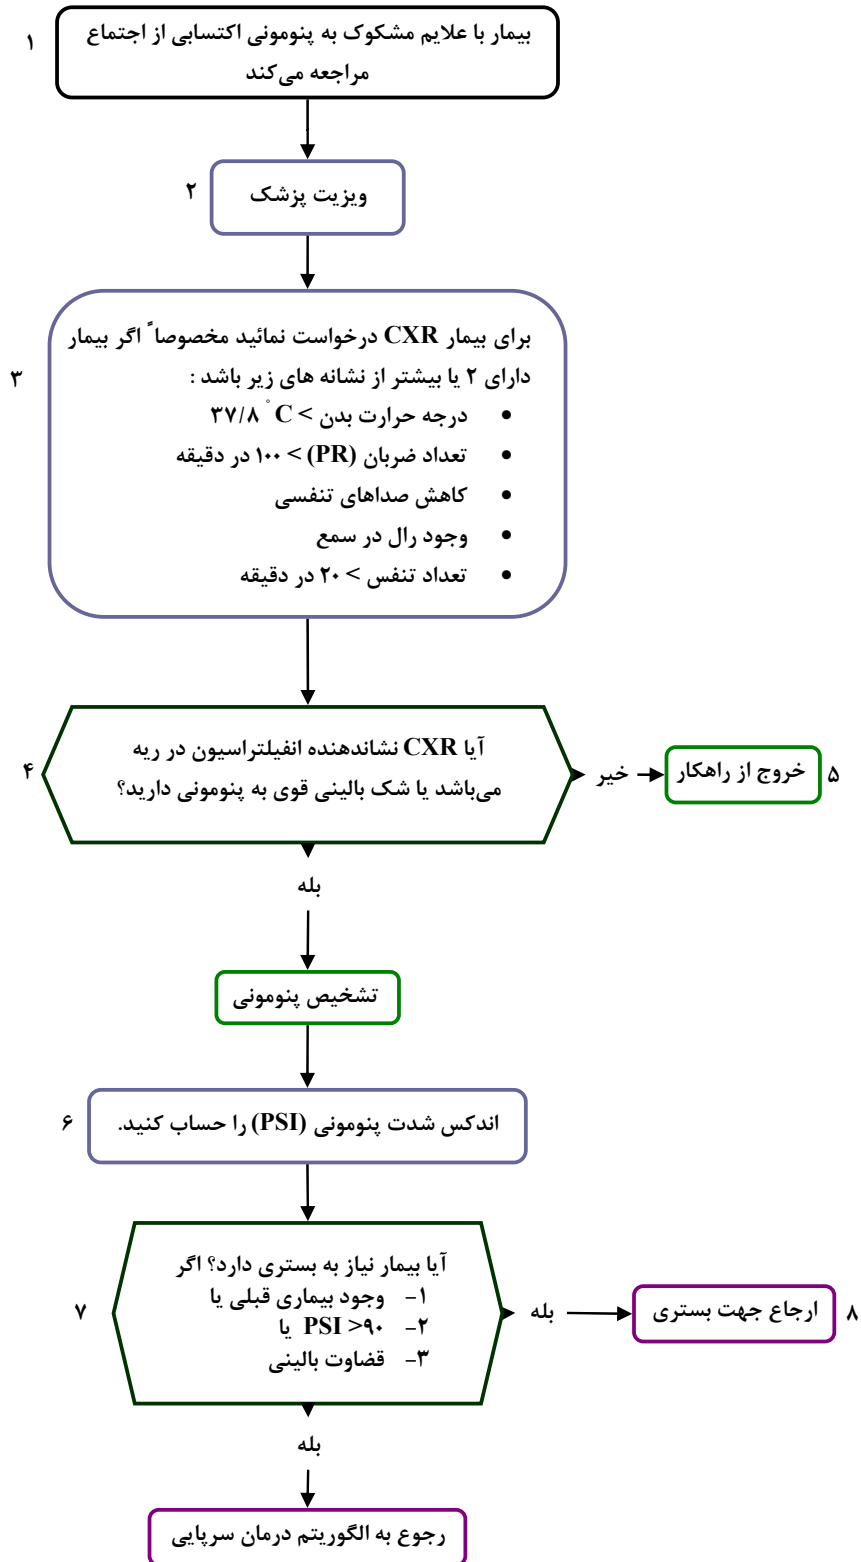 ۱
بیمار با علایم مشکوک به پنومونی اکتسابی از اجتماع
مراجعه می‌کند
۲
ویزیت پزشک
۳
برای بیمار CXR درخواست نمائید مخصوصاً اگر بیمار
دارای ۲ یا بیشتر از نشانه های زیر باشد :
• درجه حرارت بدن > ۳۷/۸ °C
• تعداد ضربان (PR) > ۱۰۰ در دقیقه
• کاهش صداهای تنفسی
• وجود رال در سمع
• تعداد تنفس > ۲۰ در دقیقه
۴
آیا CXR نشاندهنده انفیلتراسیون در ریه
می‌باشد یا شک بالینی قوی به پنومونی دارید؟
خیر
خروج از راهکار
۵
بله
تشخیص پنومونی
۶
اندکس شدت پنومونی (PSI) را حساب کنید.
۷
آیا بیمار نیاز به بستری دارد؟ اگر
۱- وجود بیماری قبلی یا
۲- PSI >۹۰ یا
۳- قضاوت بالینی
بله
ارجاع جهت بستری
۸
بله
رجوع به الگوریتم درمان سرپایی